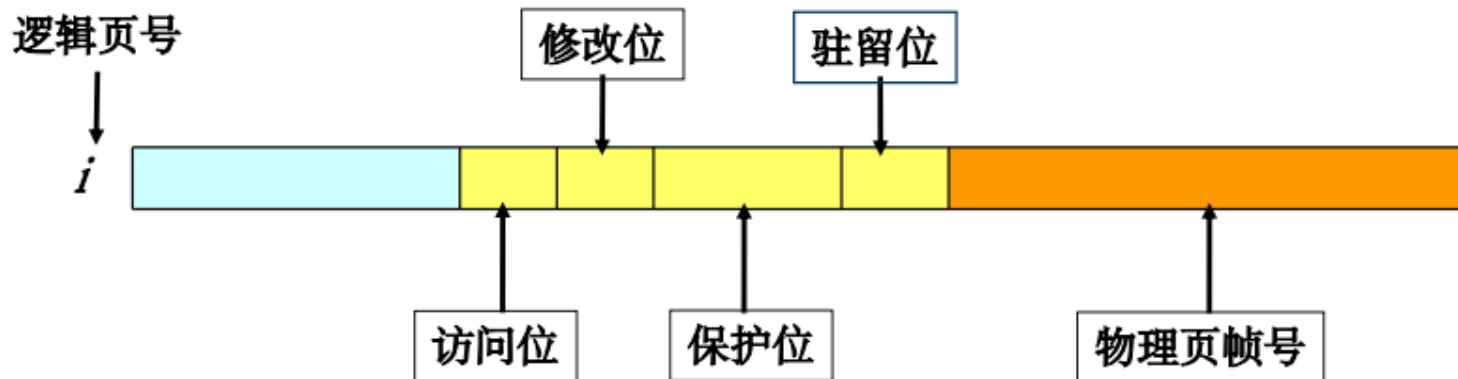 逻辑页号
修改位
驻留位
i
访问位
保护位
物理页帧号